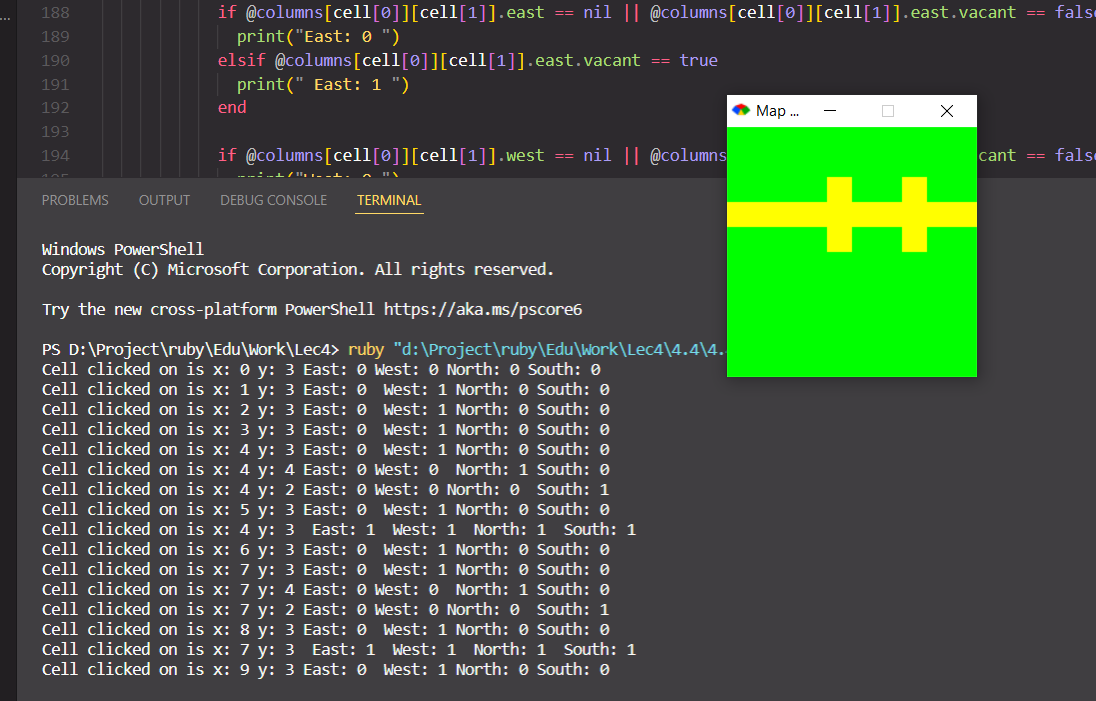 188 if @columns[cell[0]][cell[1]].east == nil || @columns[cell[0]][cell[1]].east.vacant == false
189 print("East: 0 ")
190 elsif @columns[cell[0]][cell[1]].east.vacant == true
191 print(" East: 1 ")
192 end
193
194 if @columns[cell[0]][cell[1]].west == nil || @columns cant == false
Map ...
PROBLEMS OUTPUT DEBUG CONSOLE TERMINAL
Windows PowerShell
Copyright (C) Microsoft Corporation. All rights reserved.
Try the new cross-platform PowerShell https://aka.ms/pscore6
PS D:\Project\ruby\Edu\Work\Lec4> ruby "d:\Project\ruby\Edu\Work\Lec4\4.4\4.
Cell clicked on is x: 0 y: 3 East: 0 West: 0 North: 0 South: 0
Cell clicked on is x: 1 y: 3 East: 0  West: 1 North: 0 South: 0
Cell clicked on is x: 2 y: 3 East: 0  West: 1 North: 0 South: 0
Cell clicked on is x: 3 y: 3 East: 0  West: 1 North: 0 South: 0
Cell clicked on is x: 4 y: 3 East: 0  West: 1 North: 0 South: 0
Cell clicked on is x: 4 y: 4 East: 0 West: 0  North: 1 South: 0
Cell clicked on is x: 4 y: 2 East: 0 West: 0 North: 0  South: 1
Cell clicked on is x: 5 y: 3 East: 0  West: 1 North: 0 South: 0
Cell clicked on is x: 4 y: 3  East: 1  West: 1  North: 1  South: 1
Cell clicked on is x: 6 y: 3 East: 0  West: 1 North: 0 South: 0
Cell clicked on is x: 7 y: 3 East: 0  West: 1 North: 0 South: 0
Cell clicked on is x: 7 y: 4 East: 0 West: 0  North: 1 South: 0
Cell clicked on is x: 7 y: 2 East: 0 West: 0 North: 0  South: 1
Cell clicked on is x: 8 y: 3 East: 0  West: 1 North: 0 South: 0
Cell clicked on is x: 7 y: 3  East: 1  West: 1  North: 1  South: 1
Cell clicked on is x: 9 y: 3 East: 0  West: 1 North: 0 South: 0